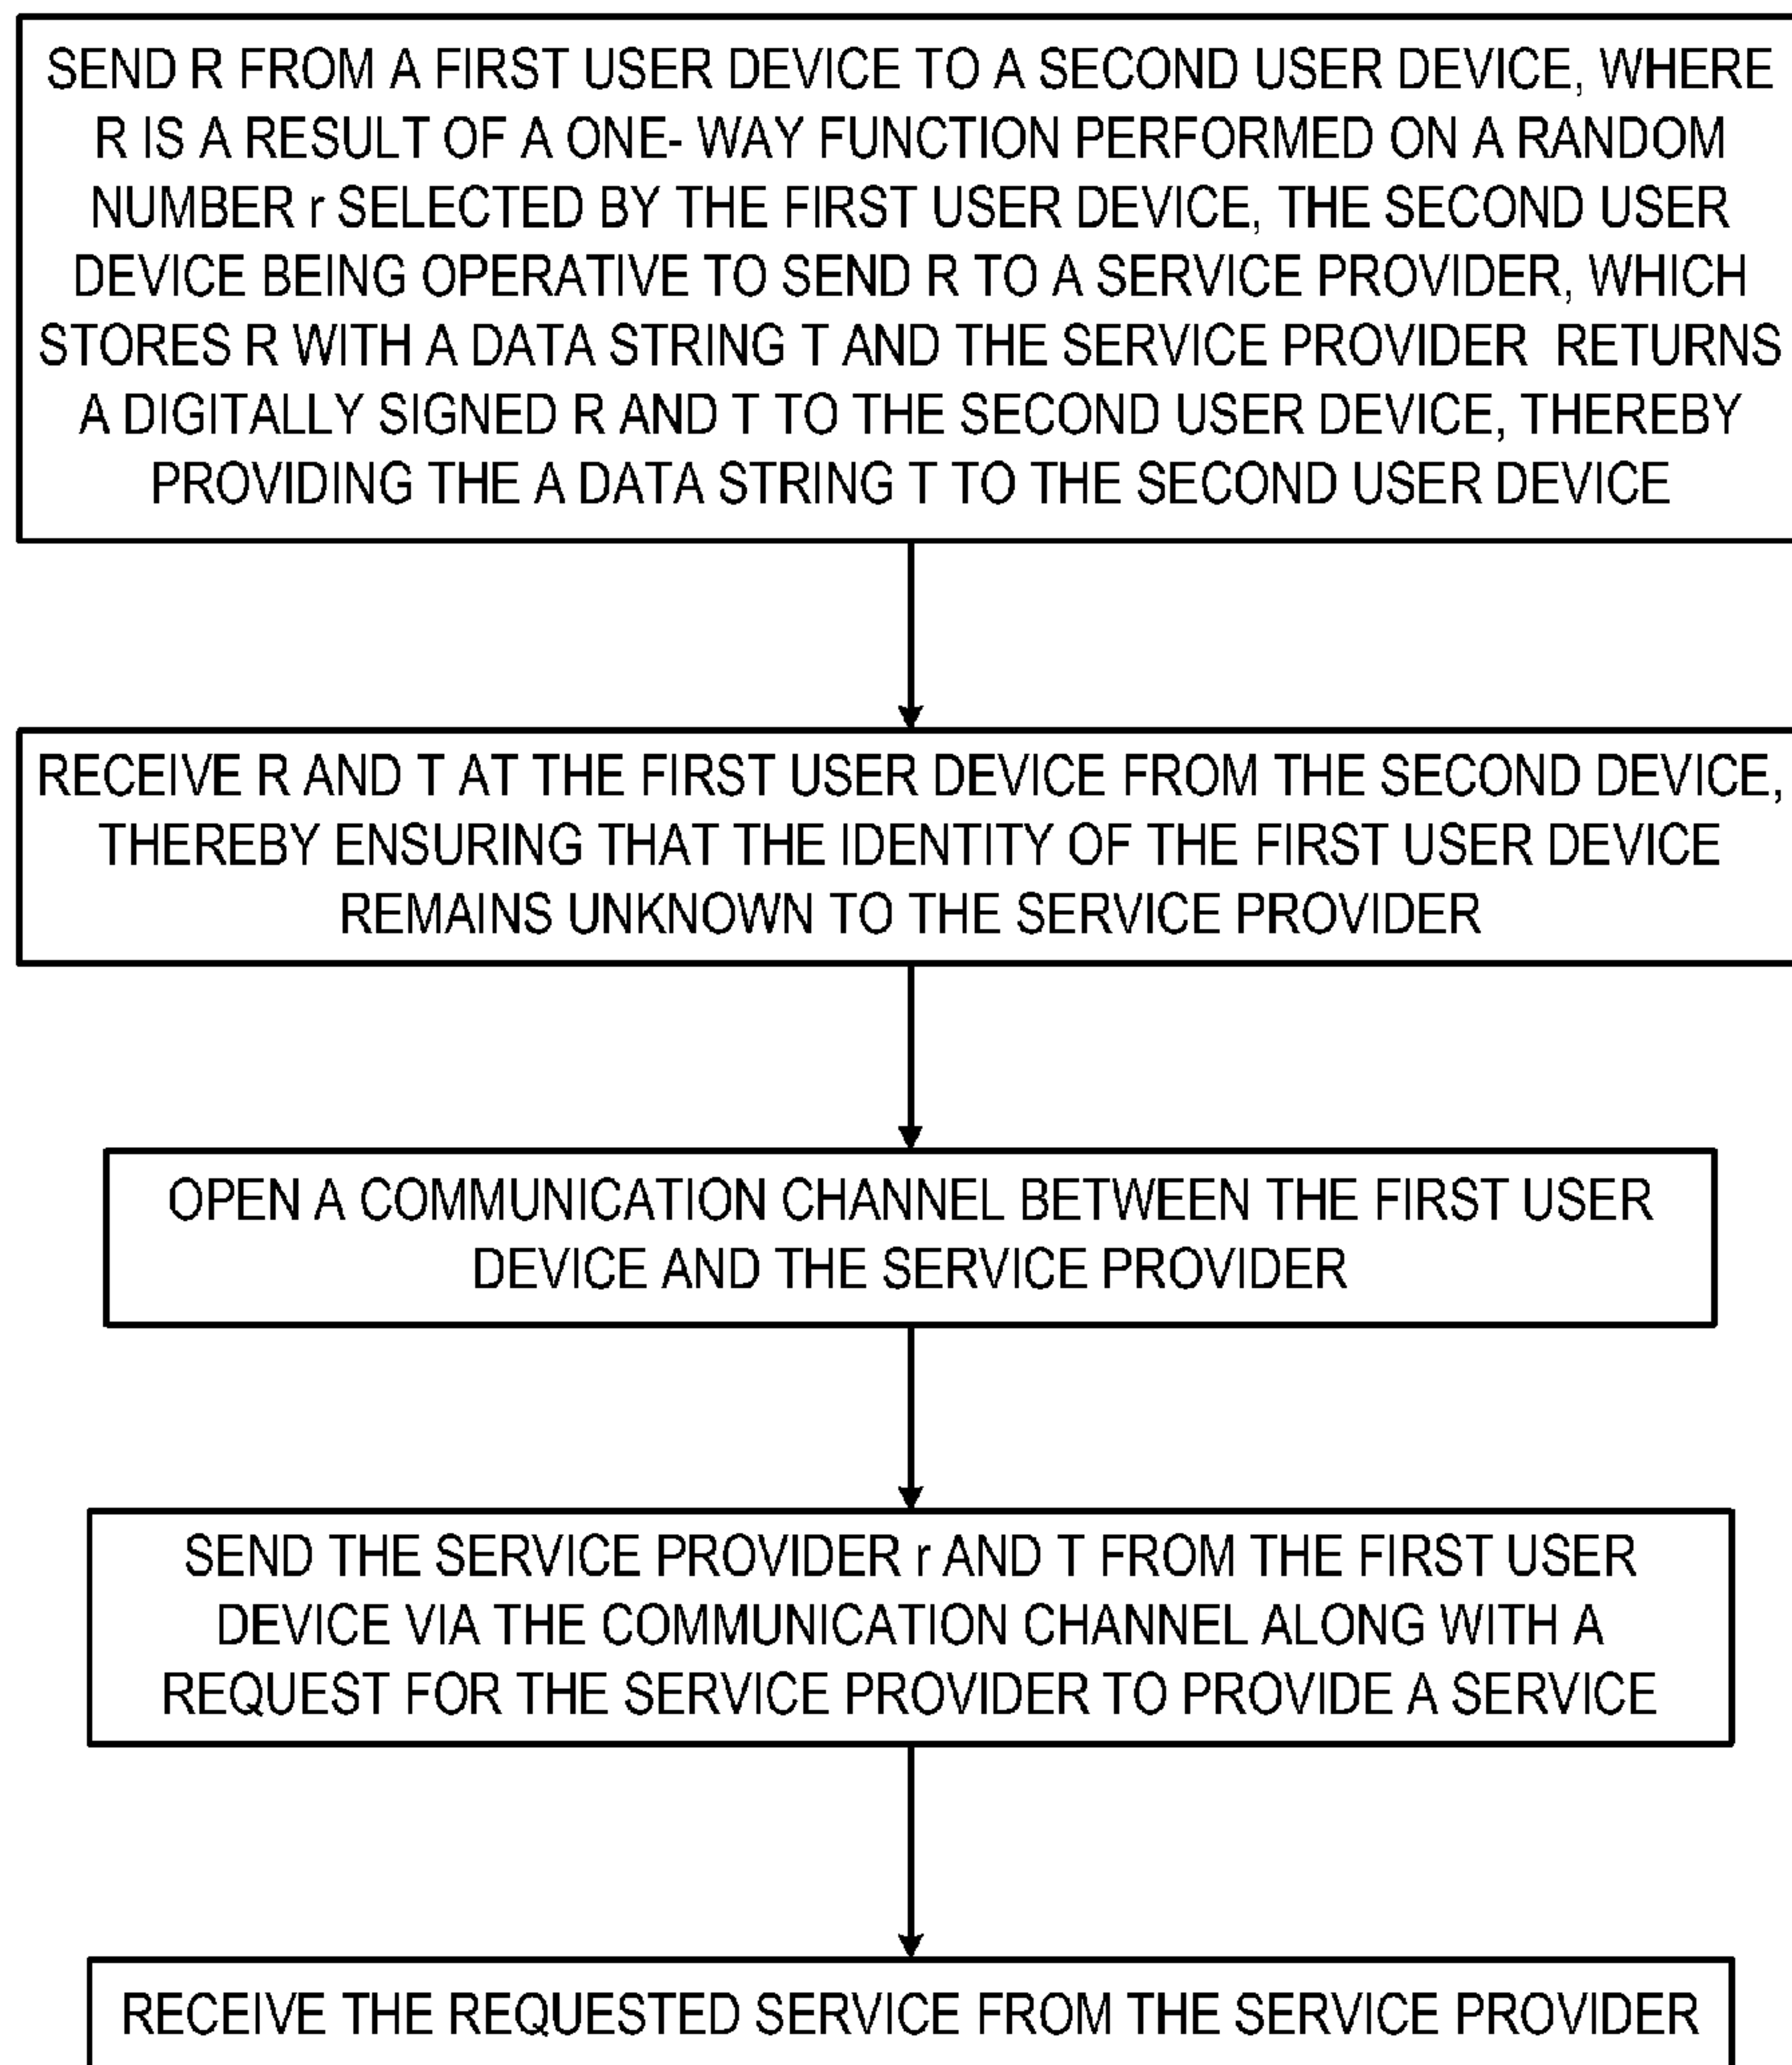 SEND R FROM A FIRST USER DEVICE TO A SECOND USER DEVICE, WHERE
R IS A RESULT OF A ONE- WAY FUNCTION PERFORMED ON A RANDOM
NUMBER r SELECTED BY THE FIRST USER DEVICE, THE SECOND USER
DEVICE BEING OPERATIVE TO SEND R TO A SERVICE PROVIDER, WHICH
STORES R WITH A DATA STRING T AND THE SERVICE PROVIDER RETURNS
A DIGITALLY SIGNED R AND T TO THE SECOND USER DEVICE, THEREBY
PROVIDING THE A DATA STRING T TO THE SECOND USER DEVICE
RECEIVE R AND T AT THE FIRST USER DEVICE FROM THE SECOND DEVICE,
THEREBY ENSURING THAT THE IDENTITY OF THE FIRST USER DEVICE
REMAINS UNKNOWN TO THE SERVICE PROVIDER
OPEN A COMMUNICATION CHANNEL BETWEEN THE FIRST USER
DEVICE AND THE SERVICE PROVIDER
SEND THE SERVICE PROVIDER r AND T FROM THE FIRST USER
DEVICE VIA THE COMMUNICATION CHANNEL ALONG WITH A
REQUEST FOR THE SERVICE PROVIDER TO PROVIDE A SERVICE
RECEIVE THE REQUESTED SERVICE FROM THE SERVICE PROVIDER